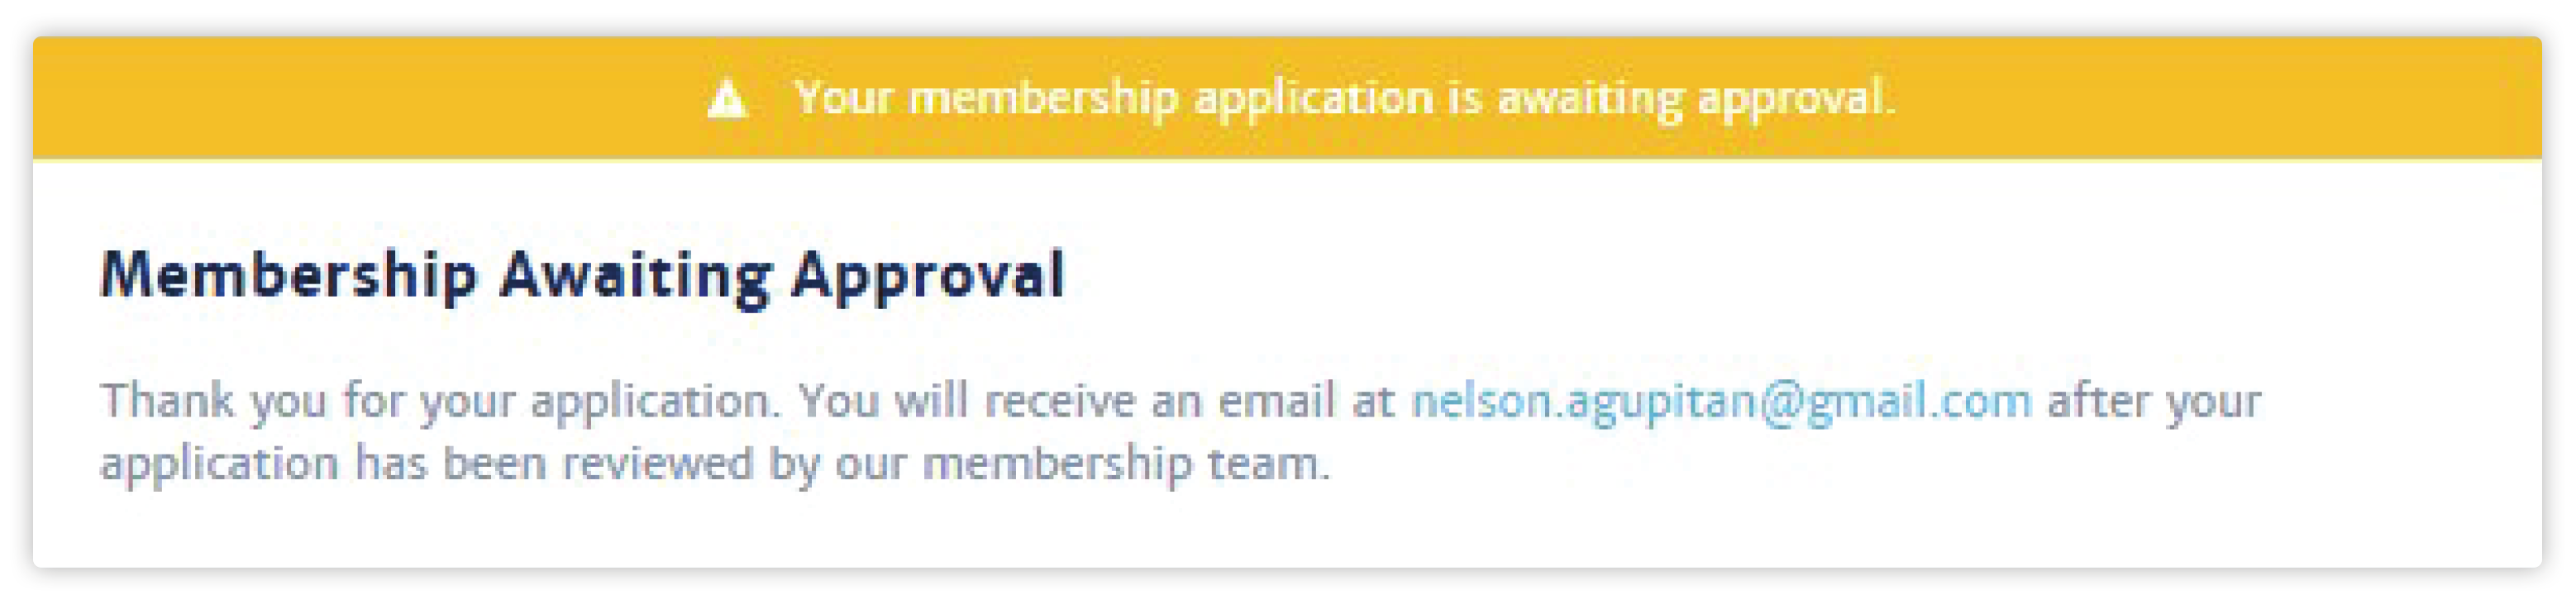 Your membership application is awaiting approval.
Membership Awaiting Approval
Thank you for your application. You will receive an email at nelson.agupitan@gmail.com after your
application has been reviewed by our membership team.